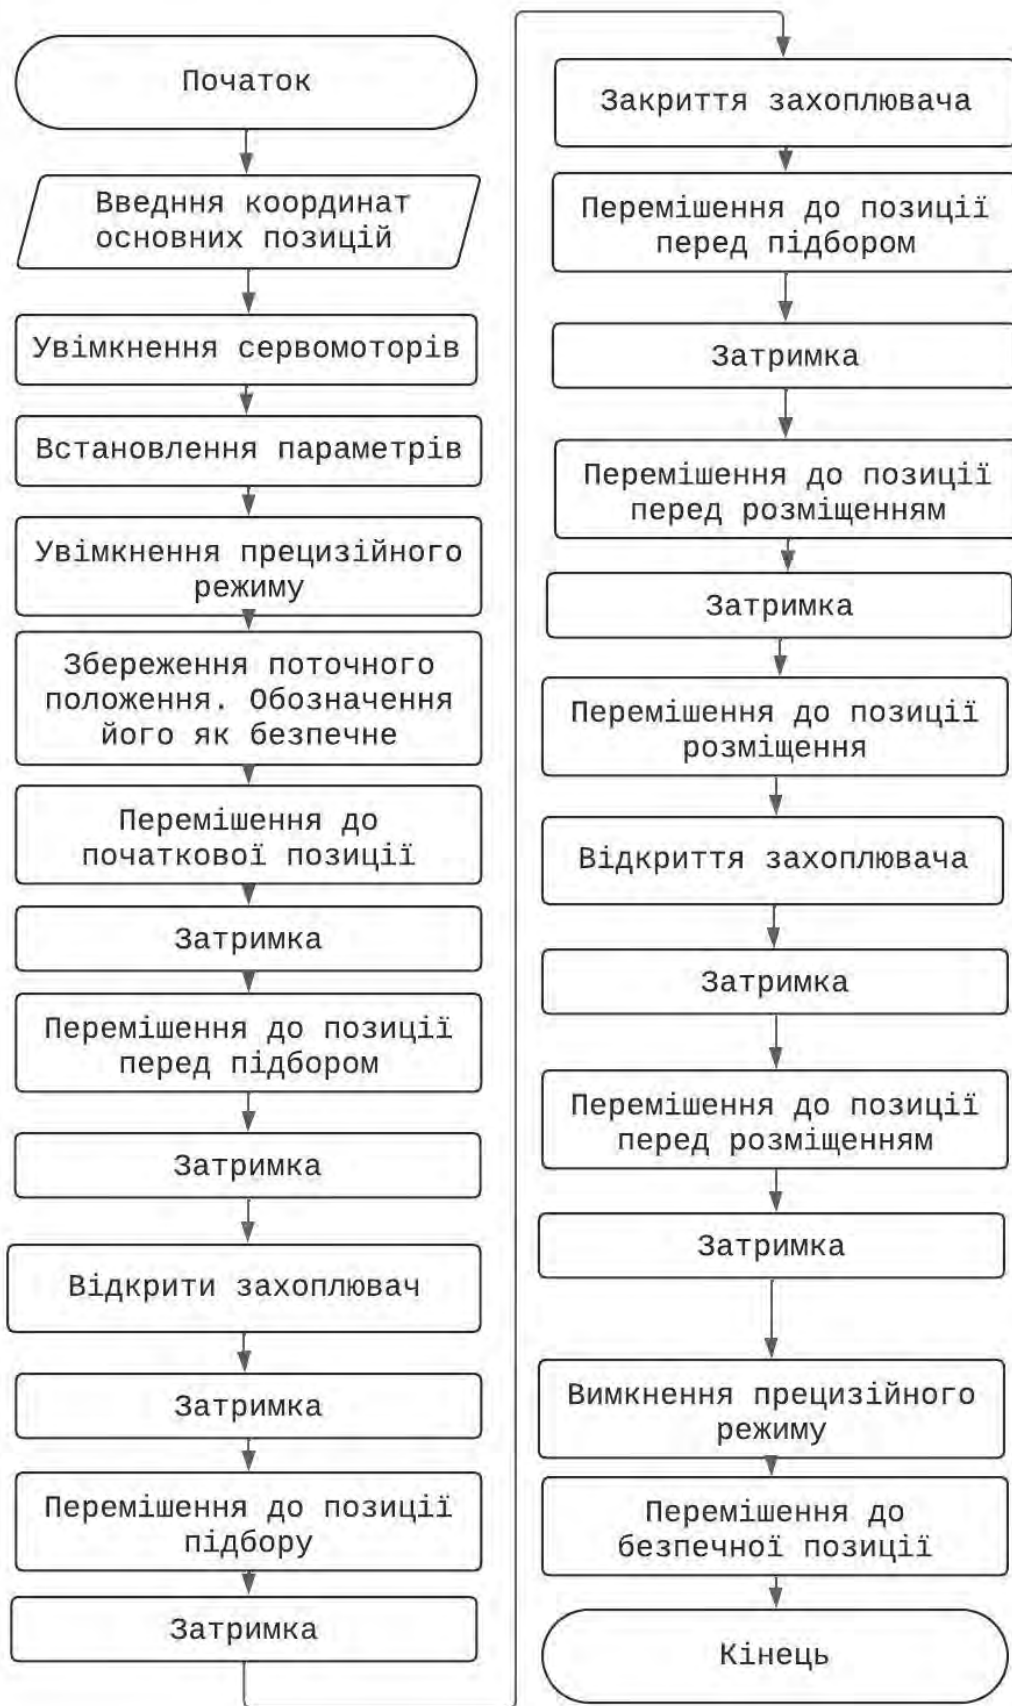 Початок
Введння координат
основних позицій
Увімкнення сервомоторів
Встановлення параметрів
Увімкнення прецизійного
режиму
Збереження поточного
положення. Обозначення
його як безпечне
Перемішення до
початкової позиції
Затримка
Перемішення до позиції
перед підбором
Затримка
Відкрити захоплювач
Затримка
Перемішення до позиції
підбору
Затримка
Закриття захоплювача
Перемішення до позиції
перед підбором
Затримка
Перемішення до позиції
перед розміщенням
Затримка
Перемішення до позиції
розміщення
Відкриття захоплювача
Затримка
Перемішення до позиції
перед розміщенням
Затримка
Вимкнення прецизійного
режиму
Перемішення до
безпечної позиції
Кінець